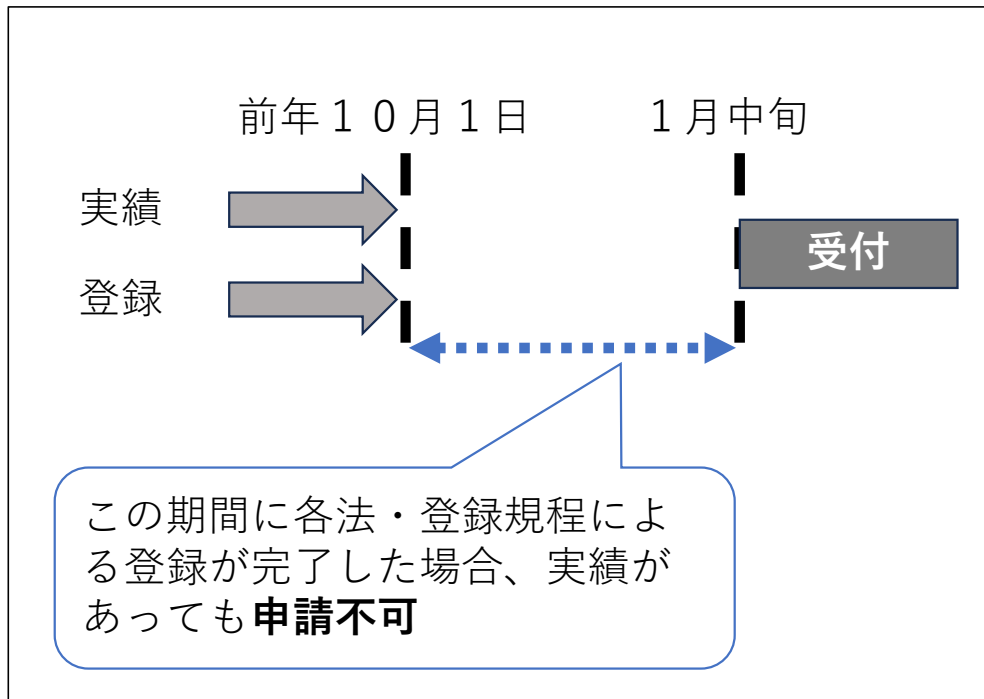 前年１０月１日
１月中旬
実績
受付
登録
この期間に各法・登録規程によ
る登録が完了した場合、実績が
あっても申請不可